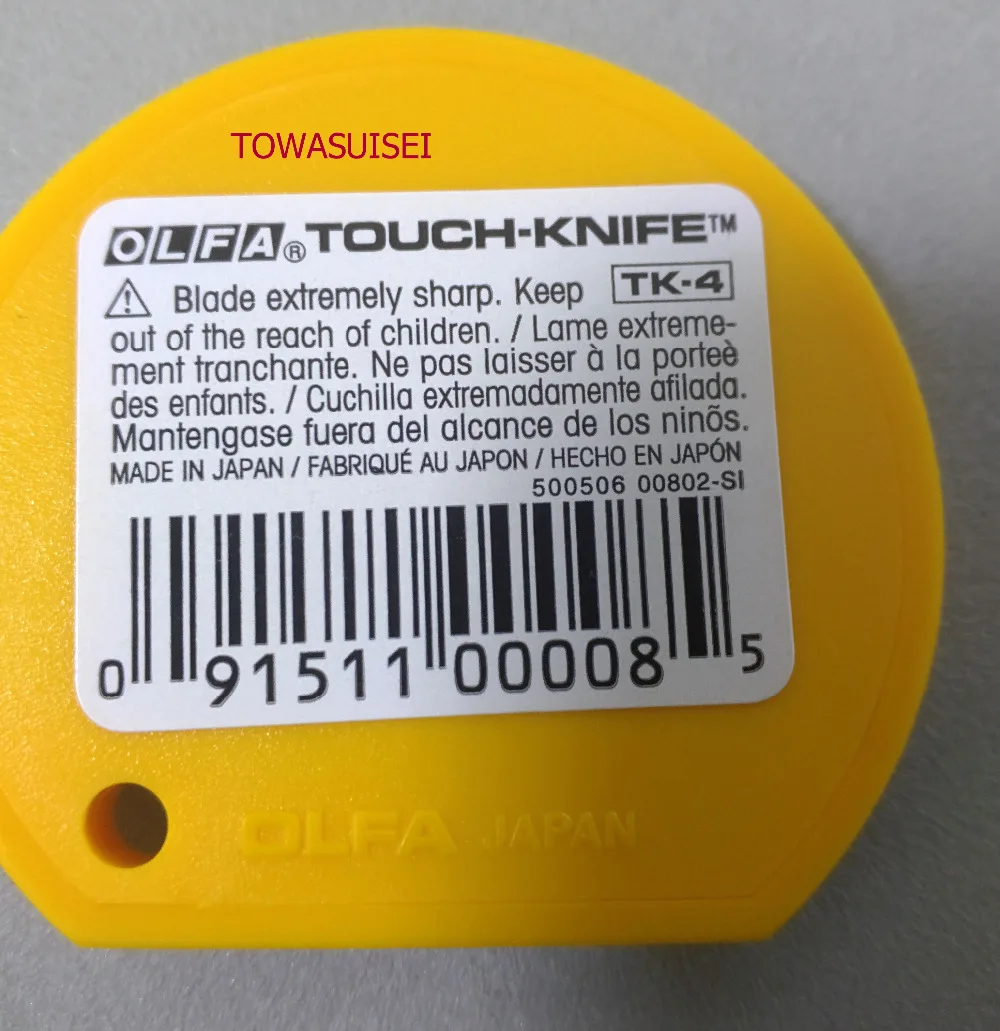 TOWASUISEI
OLFA® TOUCH-KNIFE™
⚠ Blade extremely sharp. Keep TK-4
out of the reach of children. / Lame extreme-
ment tranchante. Ne pas laisser à la porteè
des enfants. / Cuchilla extremadamente afilada.
Mantengase fuera del alcance de los ninõs.
MADE IN JAPAN / FABRIQUÉ AU JAPON / HECHO EN JAPÓN
500506 00802-SI
0 91511 00008 5
OLFA JAPAN